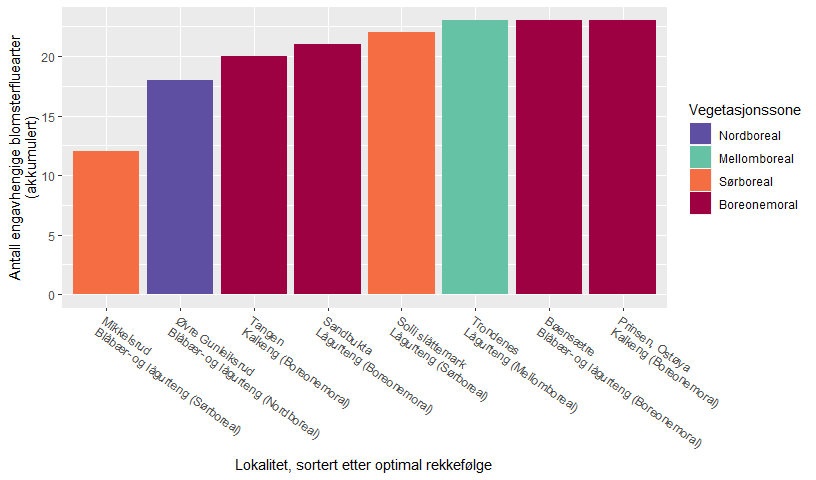 Antall engavhengige blomsterfluearter
(akkumulert)
20
15
10
5
0
Mikkelsrud
Blåbær- og lågurteng (Sørboreal)
Øvre Gunleiksrud
Blåbær- og lågurteng (Nordboreal)
Tangen
Kalkeng (Boreonemoral)
Sandbukta
Lågurteng (Boreonemoral)
Solli slåttemark
Lågurteng (Sørboreal)
Trondenes
Lågurteng (Mellomboreal)
Bøensætre
Blåbær- og lågurteng (Boreonemoral)
Prinsen, Ostøya
Kalkeng (Boreonemoral)
Lokalitet, sortert etter optimal rekkefølge
Vegetasjonssone
Nordboreal
Mellomboreal
Sørboreal
Boreonemoral